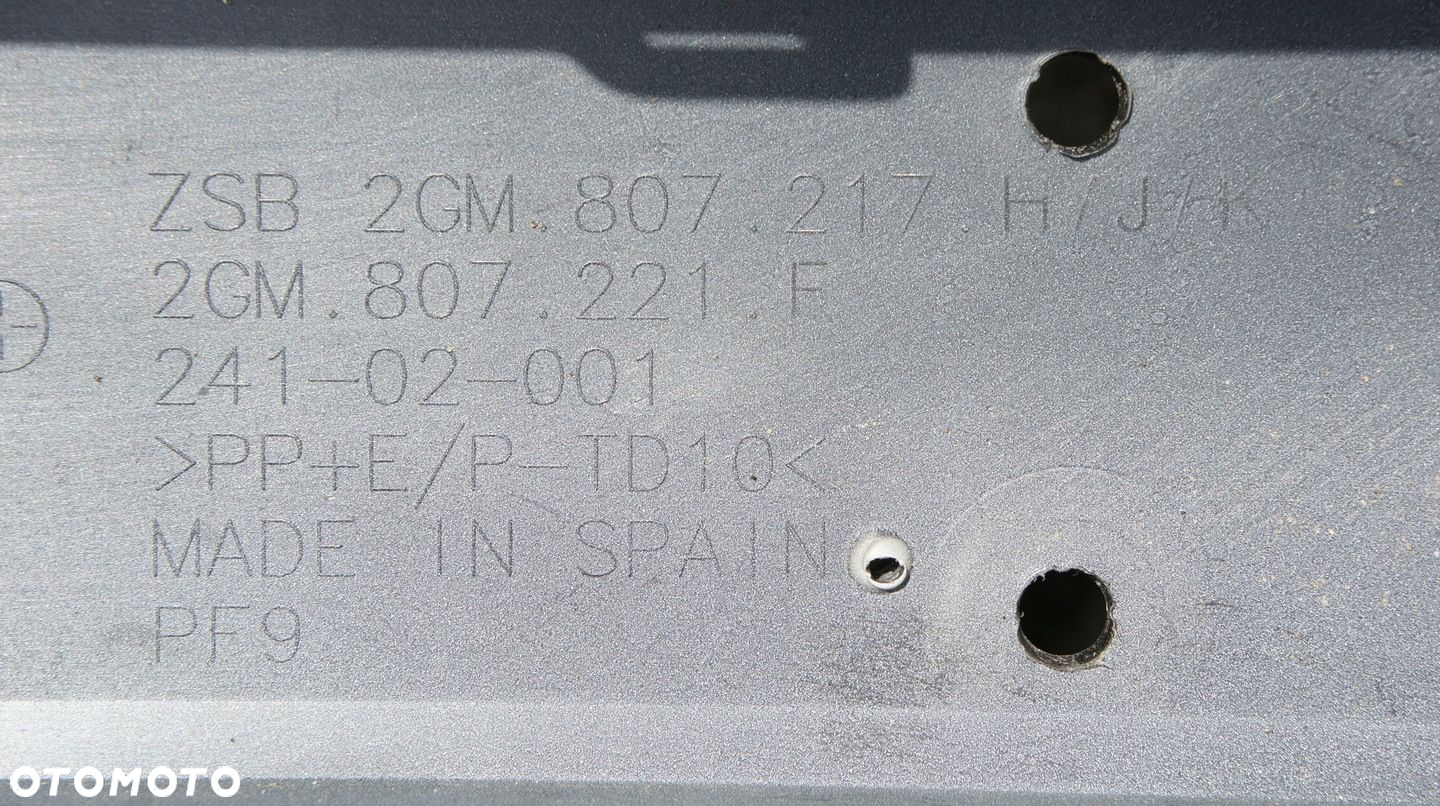 ZSB 2GM.807.217.H/J/K
2GM.807.221.F
241-02-001
>PP+E/P-TD10<
MADE IN SPAIN
PF9
OTOMOTO